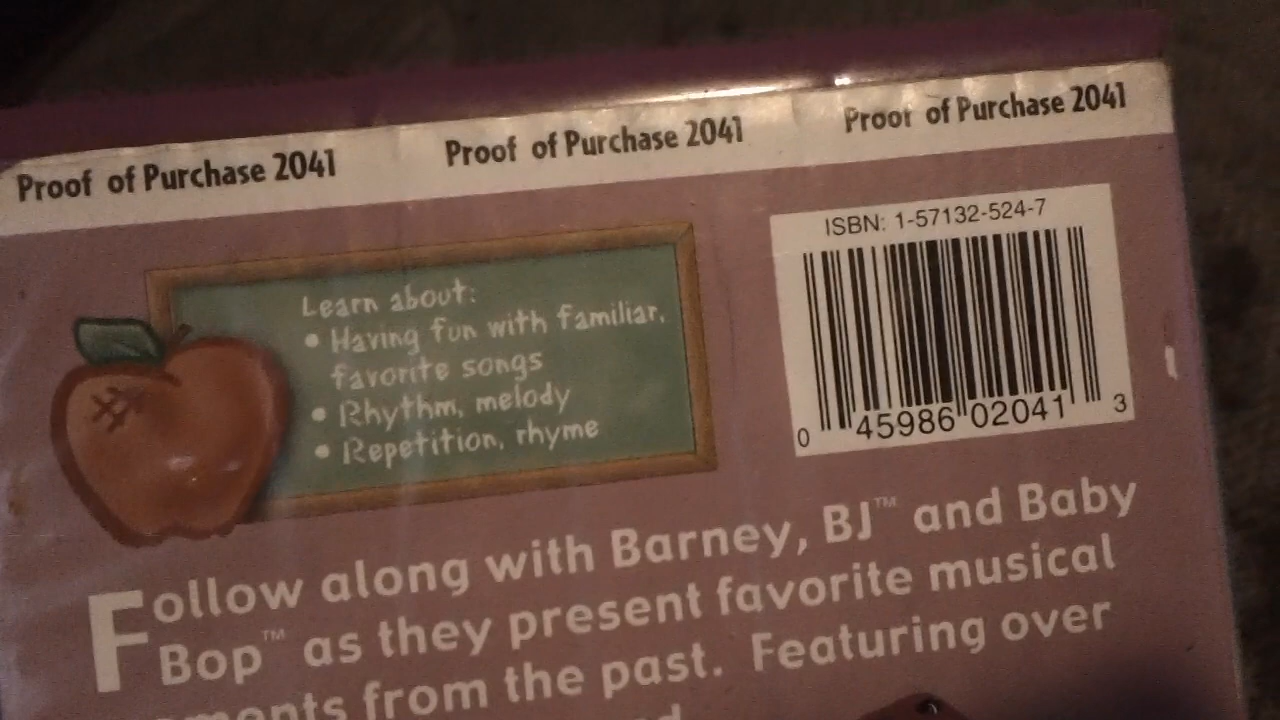 Proof of Purchase 2041 Proof of Purchase 2041 Proof of Purchase 2041
ISBN: 1-57132-524-7
0 45986 02041 3
Learn about:
• Having fun with familiar,
favorite songs
• Rhythm, melody
• Repetition, rhyme
Follow along with Barney, BJ™ and Baby
Bop™ as they present favorite musical
from the past. Featuring over